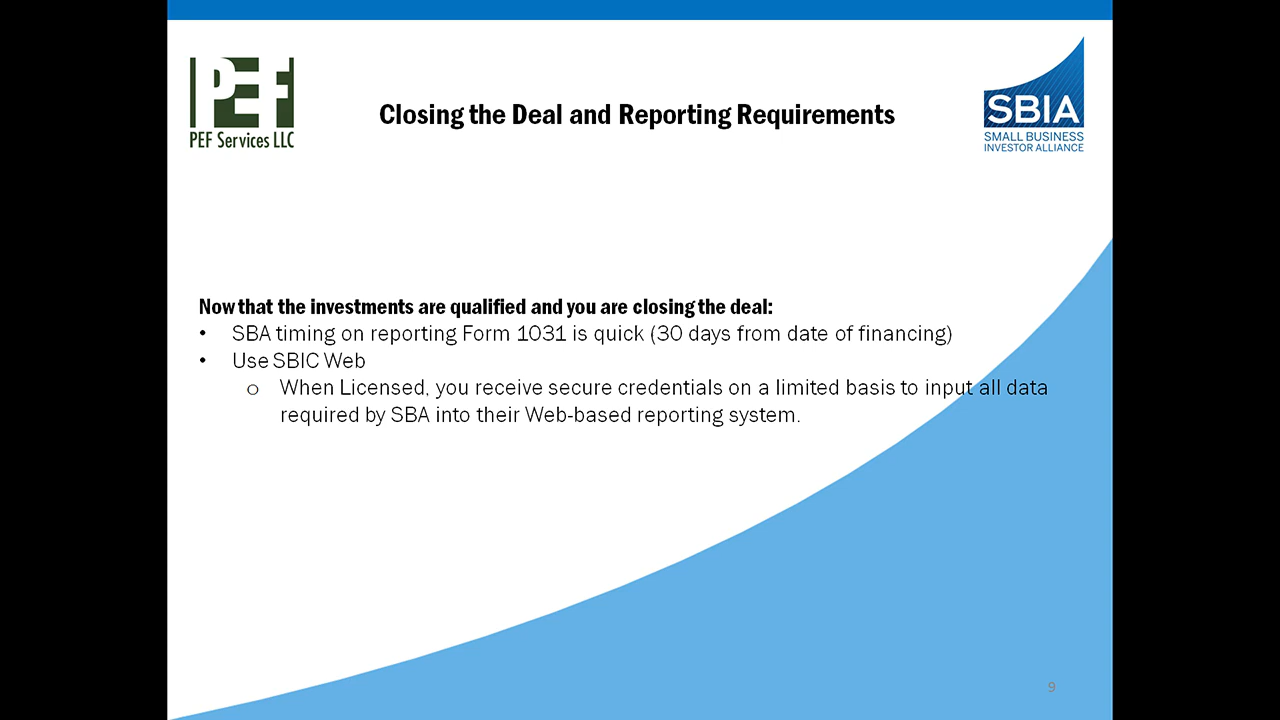 PEF
PEF Services LLC
Closing the Deal and Reporting Requirements
SBIA
SMALL BUSINESS
INVESTOR ALLIANCE
Now that the investments are qualified and you are closing the deal:
• SBA timing on reporting Form 1031 is quick (30 days from date of financing)
• Use SBIC Web
o When Licensed, you receive secure credentials on a limited basis to input all data
required by SBA into their Web-based reporting system.
9